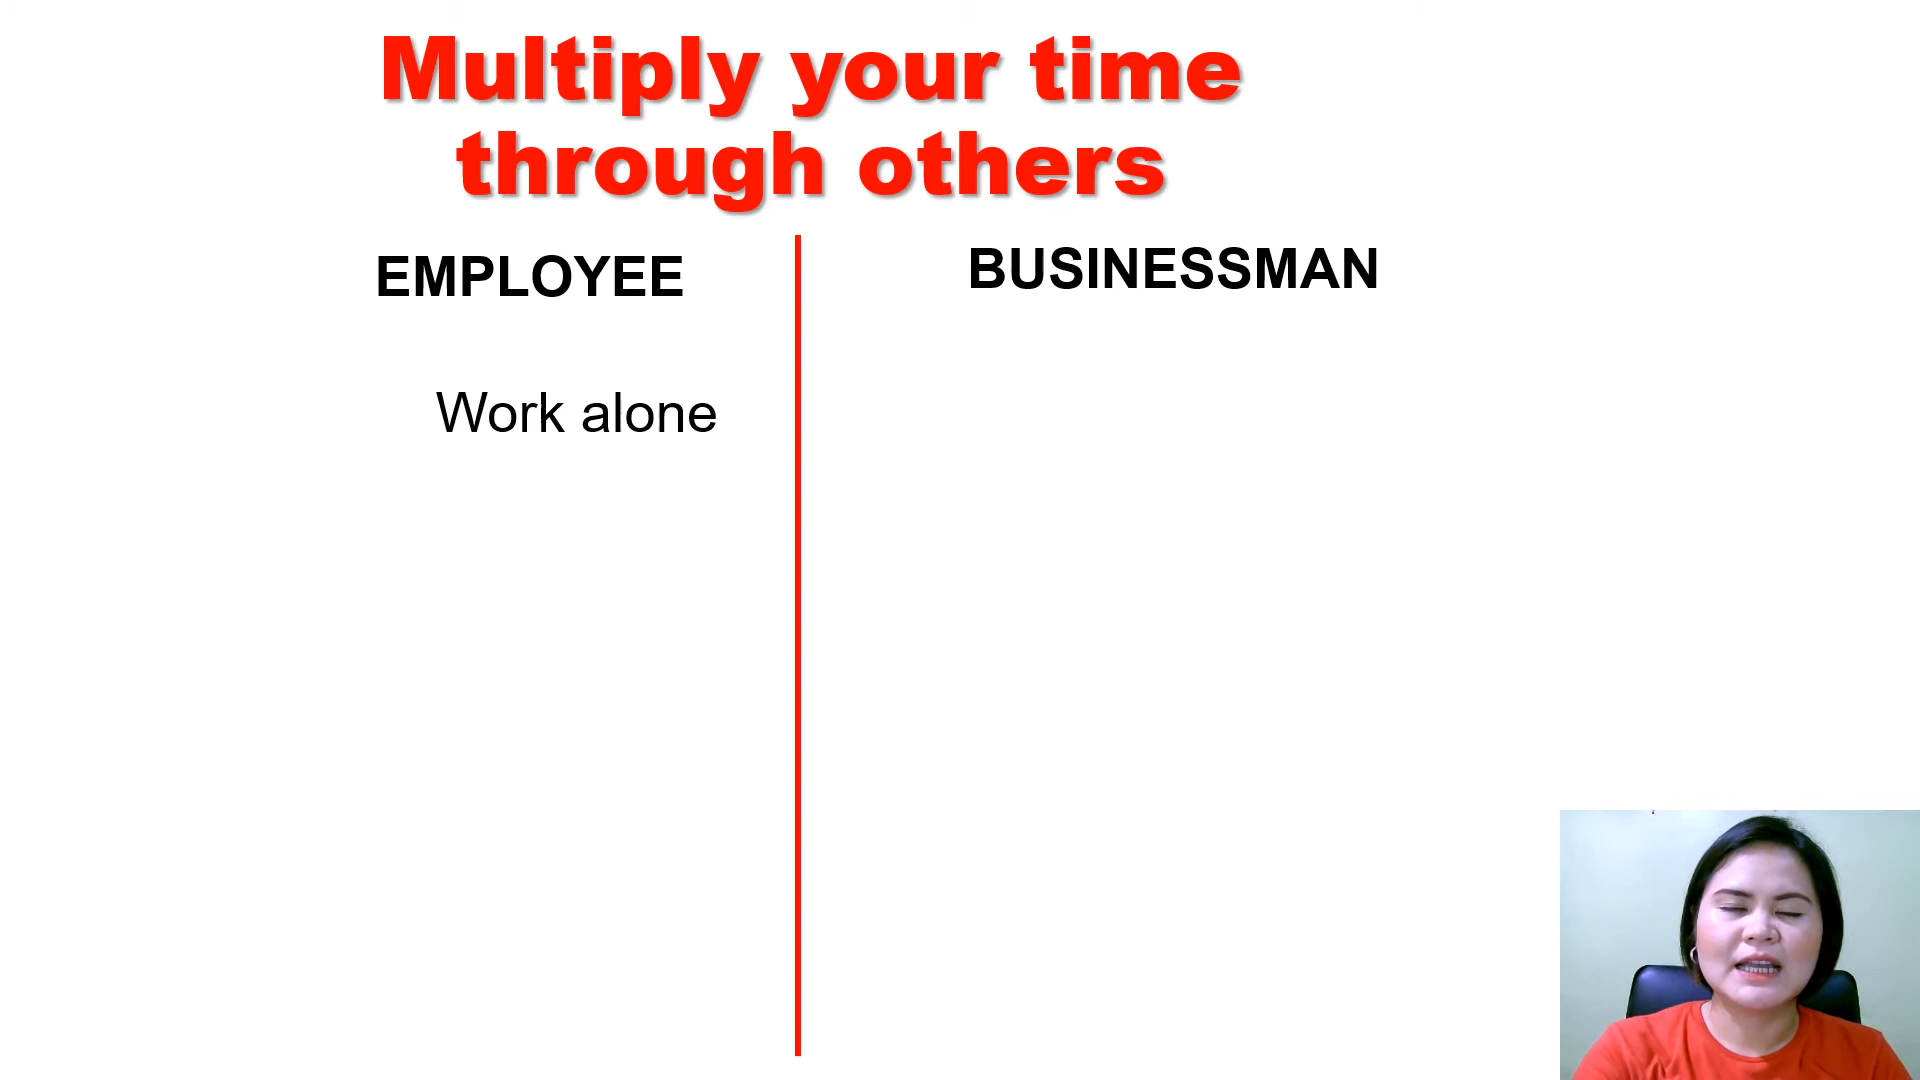 Multiply your time
through others
EMPLOYEE
BUSINESSMAN
Work alone